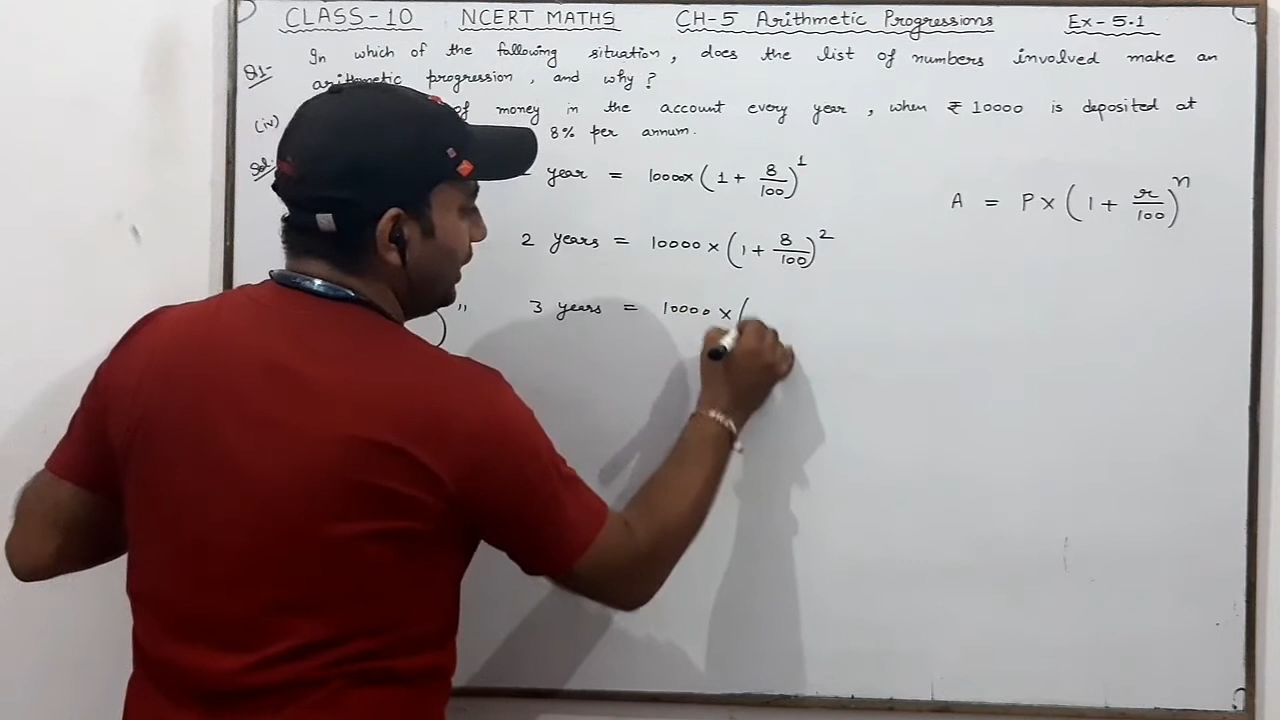 CLASS-10 NCERT MATHS CH-5 Arithmetic Progressions Ex-5.1
Q1- In which of the following situation, does the list of numbers involved make an
arithmetic progression, and why?
(iv) of money in the account every year, when ₹ 10000 is deposited at
8% per annum.
Sol. year = 10000x (1 + 8/100)^1
A = P x (1 + r/100)^n
2 years = 10000 x (1 + 8/100)^2
" 3 years = 10000 x (